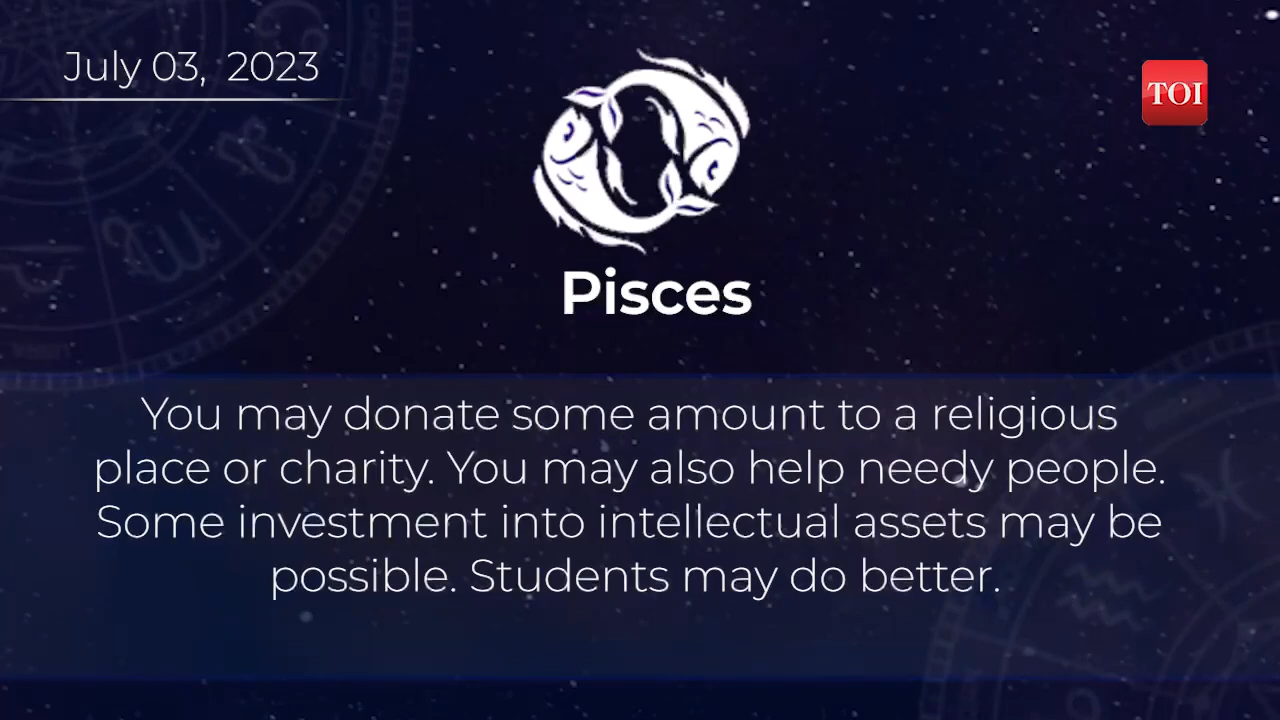 July 03, 2023
TOI
Pisces
You may donate some amount to a religious
place or charity. You may also help needy people.
Some investment into intellectual assets may be
possible. Students may do better.